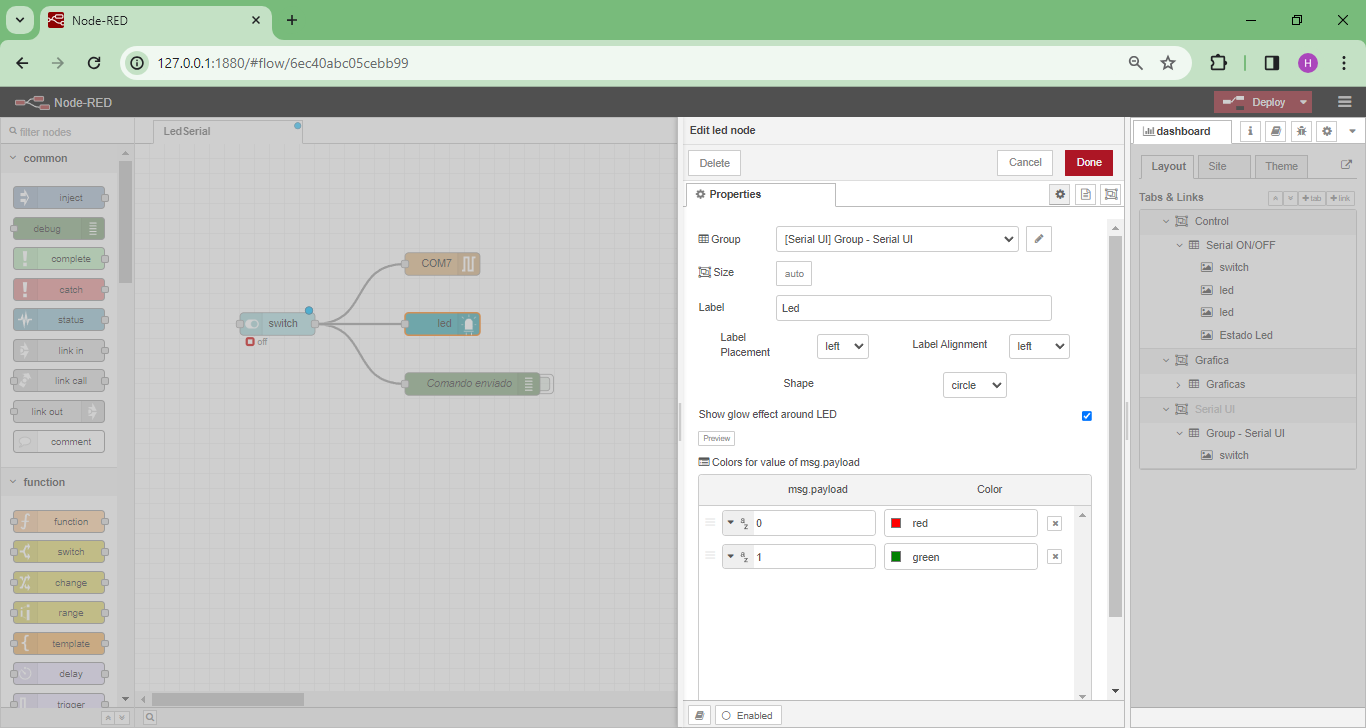 Node-RED
127.0.0.1:1880/#flow/6ec40abc05cebb99
H
Node-RED
Deploy
filter nodes
common
inject
debug
complete
catch
status
link in
link call
link out
comment
function
function
switch
change
range
template
delay
trigger
LedSerial
COM7
switch
off
led
Comando enviado
Edit led node
Delete
Cancel
Done
Properties
Group
[Serial UI] Group - Serial UI
Size
auto
Label
Led
Label
Placement
left
Label Alignment
left
Shape
circle
Show glow effect around LED
Preview
Colors for value of msg.payload
msg.payload
Color
0
red
1
green
Enabled
dashboard
Layout
Site
Theme
Tabs & Links
+tab
+link
Control
Serial ON/OFF
switch
led
led
Estado Led
Grafica
Graficas
Serial UI
Group - Serial UI
switch